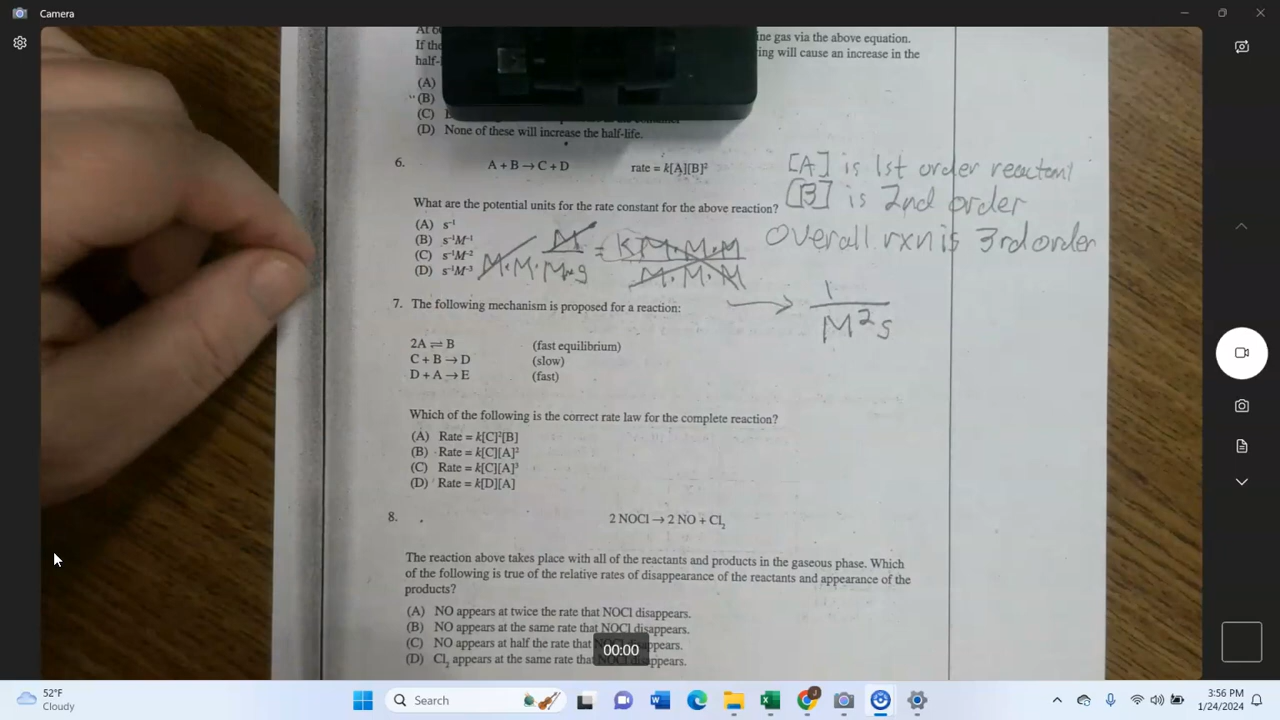 Camera
ine gas via the above equation.
If the
ing will cause an increase in the
half-
(A)
(B)
(C)
(D) None of these will increase the half-life.
6.
A + B → C + D
rate = k[A][B]²
[A] is 1st order reactant
[B] is 2nd order
Overall rxn is 3rd order
What are the potential units for the rate constant for the above reaction?
(A) s⁻¹
(B) s⁻¹M⁻¹
(C) s⁻¹M⁻²
(D) s⁻¹M⁻³
M
M·M·M·s
=
K M·M·M
M·M·M
→
1
M²s
7. The following mechanism is proposed for a reaction:
2A ⇌ B (fast equilibrium)
C + B → D (slow)
D + A → E (fast)
Which of the following is the correct rate law for the complete reaction?
(A) Rate = k[C]²[B]
(B) Rate = k[C][A]²
(C) Rate = k[C][A]³
(D) Rate = k[D][A]
8.
2 NOCl → 2 NO + Cl₂
The reaction above takes place with all of the reactants and products in the gaseous phase. Which
of the following is true of the relative rates of disappearance of the reactants and appearance of the
products?
(A) NO appears at twice the rate that NOCl disappears.
(B) NO appears at the same rate that NOCl disappears.
(C) NO appears at half the rate that
(D) Cl₂ appears at the same rate that
00:00
52°F
Cloudy
Search
3:56 PM
1/24/2024